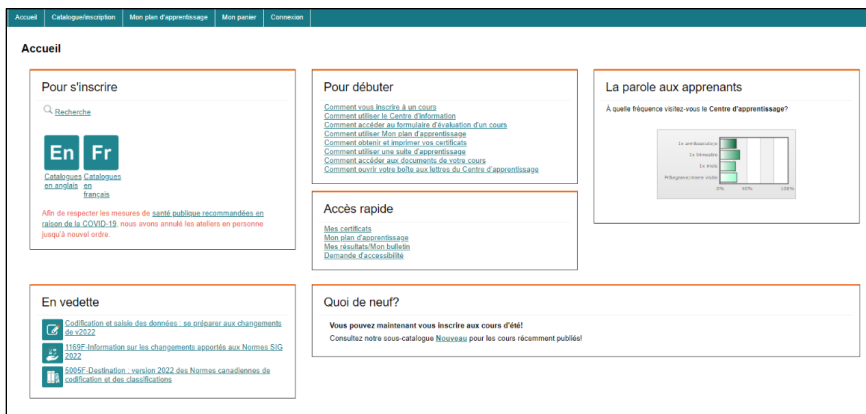 Accueil
Catalogue/inscription
Mon plan d'apprentissage
Mon panier
Connexion
Accueil
Pour s'inscrire
Recherche
En Fr
Catalogues en anglais
Catalogues en français
Afin de respecter les mesures de santé publique recommandées en
raison de la COVID-19, nous avons annulé les ateliers en personne
jusqu'à nouvel ordre.
Pour débuter
Comment vous inscrire à un cours
Comment utiliser le Centre d'information
Comment accéder au formulaire d'évaluation d'un cours
Comment utiliser Mon plan d'apprentissage
Comment obtenir et imprimer vos certificats
Comment utiliser une suite d'apprentissage
Comment accéder aux documents de votre cours
Comment ouvrir votre boîte aux lettres du Centre d'apprentissage
Accès rapide
Mes certificats
Mon plan d'apprentissage
Mes résultats/Mon bulletin
Demande d'accessibilité
La parole aux apprenants
À quelle fréquence visitez-vous le Centre d'apprentissage?
1x mois
0%
100%
En vedette
Codification et saisie des données : se préparer aux changements
de v2022
1169F-Information sur les changements apportés aux Normes SIG
2022
5005F-Destination : version 2022 des Normes canadiennes de
codification et des classifications
Quoi de neuf?
Vous pouvez maintenant vous inscrire aux cours d'été!
Consultez notre sous-catalogue Nouveau pour les cours récemment publiés!